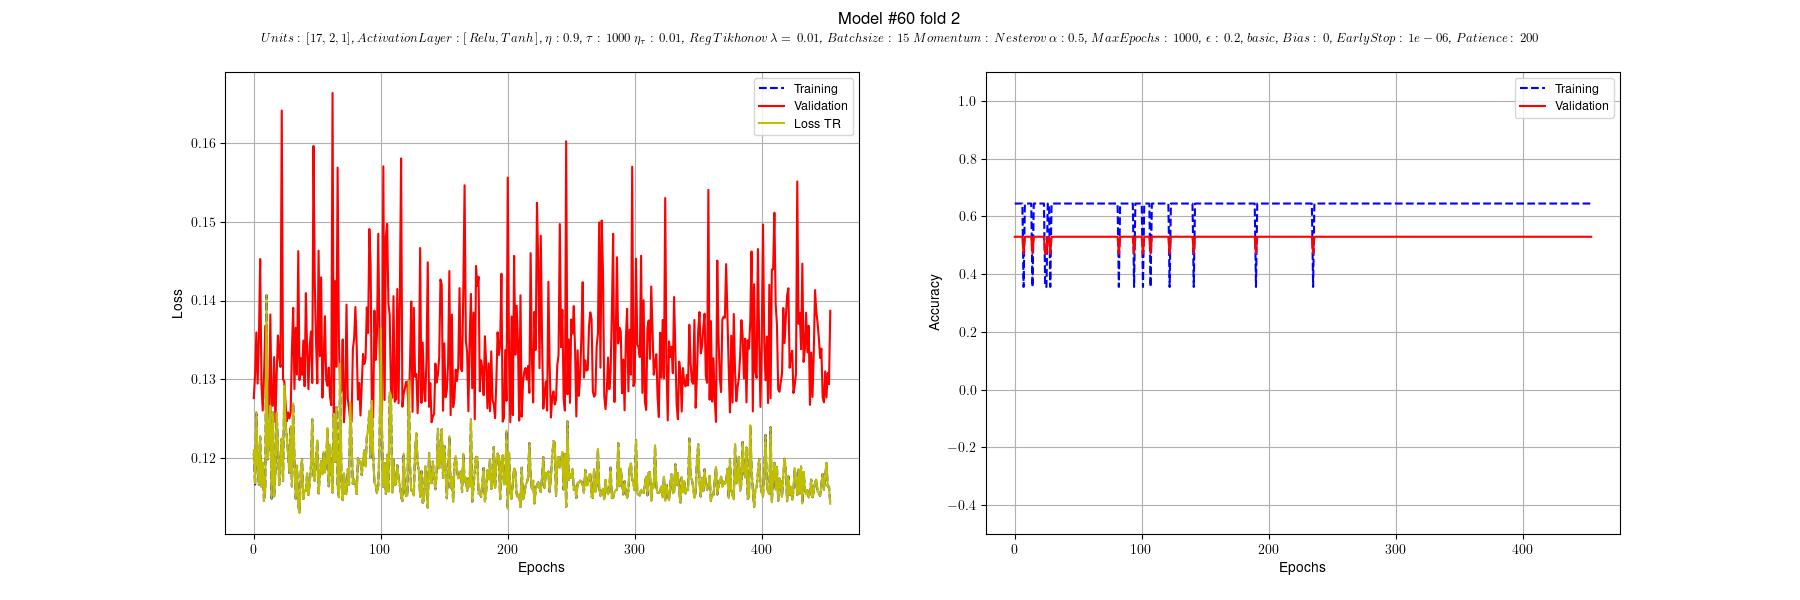 Model #60 fold 2
Units : [17, 2, 1], ActivationLayer : [ Relu, Tanh], η : 0.9, τ : 1000 ητ : 0.01, Reg Tikhonov λ = 0.01, Batchsize : 15 Momentum : Nesterov α : 0.5, MaxEpochs : 1000, ϵ : 0.2, basic, Bias : 0, EarlyStop : 1e − 06, Patience : 200
Training
Validation
Loss TR
0.16
0.15
0.14
0.13
0.12
Loss
0
100
200
300
400
Epochs
Training
Validation
1.0
0.8
0.6
0.4
0.2
0.0
−0.2
−0.4
Accuracy
0
100
200
300
400
Epochs